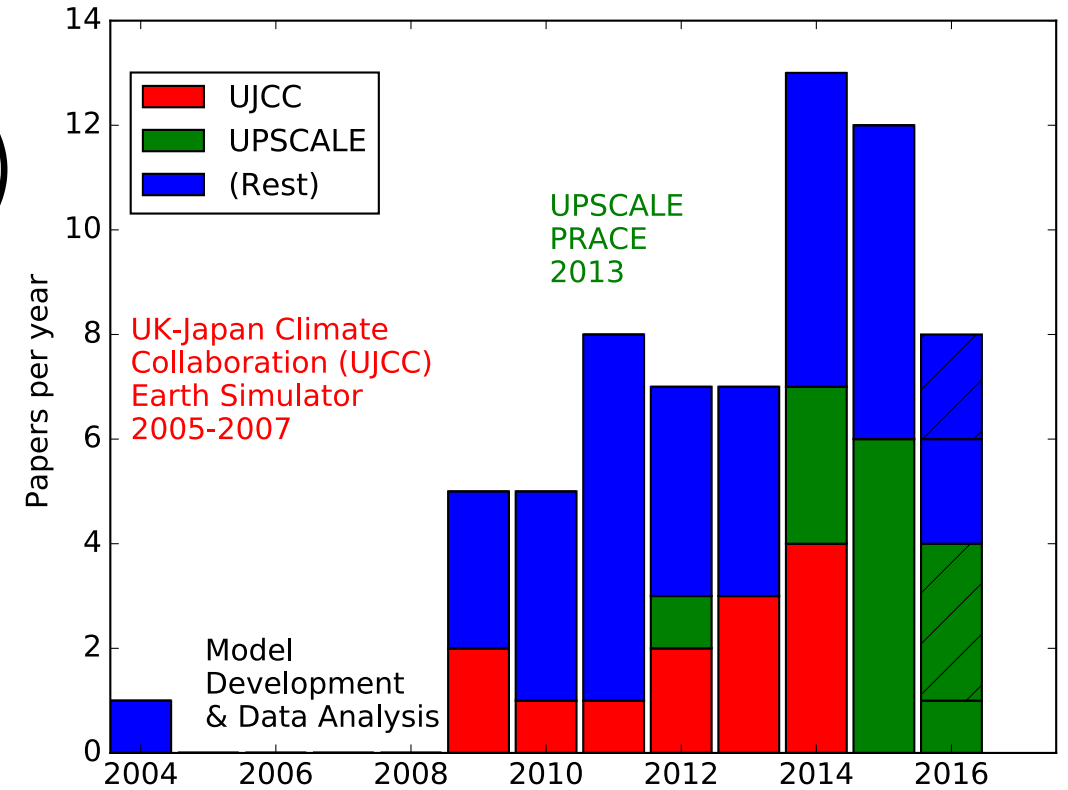 14
12
10
8
6
4
2
0
Papers per year
UJCC
UPSCALE
(Rest)
UPSCALE
PRACE
2013
UK-Japan Climate
Collaboration (UJCC)
Earth Simulator
2005-2007
Model
Development
& Data Analysis
2004 2006 2008 2010 2012 2014 2016